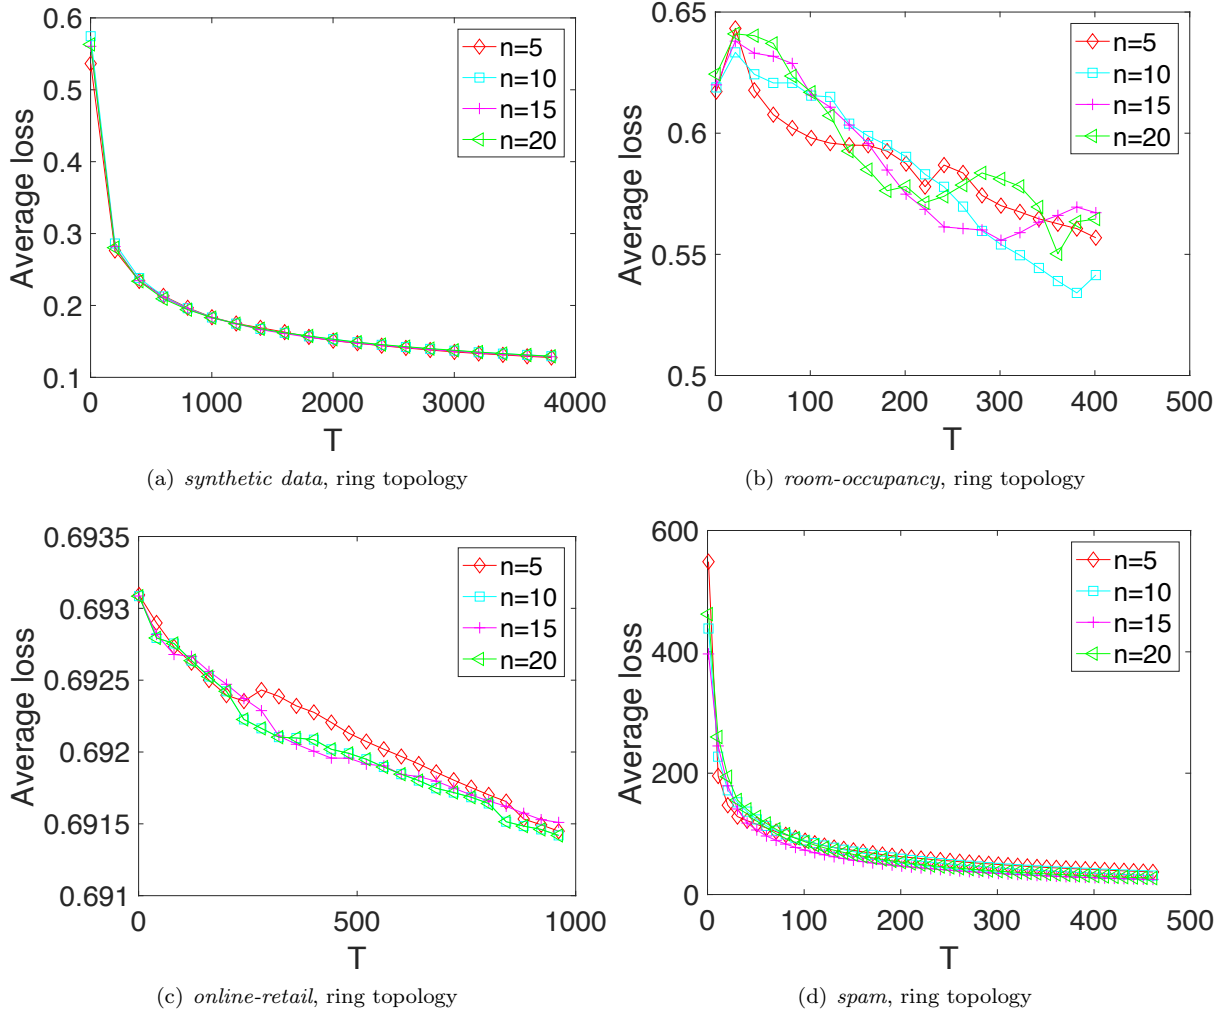 0.6
0.5
0.4
0.3
0.2
0.1
Average loss
0
1000
2000
3000
4000
T
n=5
n=10
n=15
n=20
(a) synthetic data, ring topology
0.65
0.6
0.55
0.5
Average loss
0
100
200
300
400
500
T
n=5
n=10
n=15
n=20
(b) room-occupancy, ring topology
0.6935
0.693
0.6925
0.692
0.6915
0.691
Average loss
0
500
1000
T
n=5
n=10
n=15
n=20
(c) online-retail, ring topology
600
400
200
0
Average loss
0
100
200
300
400
500
T
n=5
n=10
n=15
n=20
(d) spam, ring topology